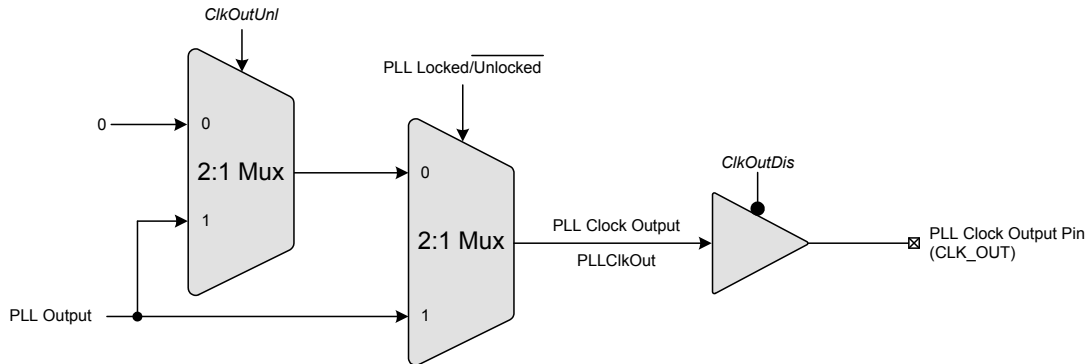 ClkOutUnl
PLL Locked/Unlocked
0
0
2:1 Mux
1
0
2:1 Mux
1
ClkOutDis
PLL Clock Output
PLLClkOut
PLL Clock Output Pin
(CLK_OUT)
PLL Output